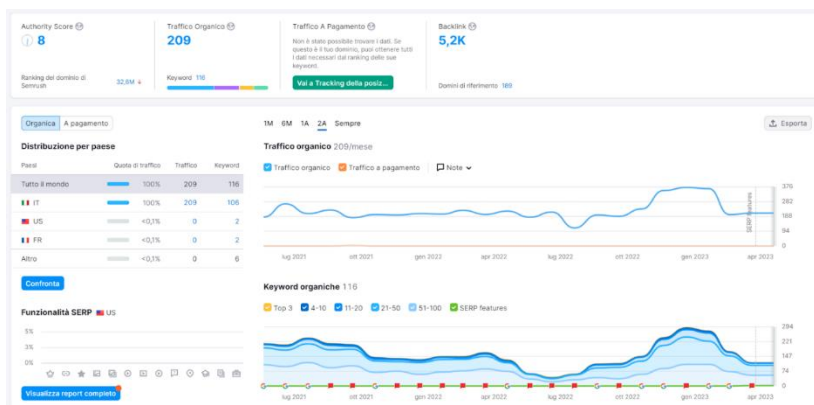 Authority Score
8
Ranking del dominio di Semrush 32,6M ↓
Traffico Organico
209
Keyword 116
Traffico A Pagamento
Non è stato possibile trovare i dati. Se
questo è il tuo dominio, puoi ottenere tutti
i dati necessari dal ranking delle sue
keyword.
Vai a Tracking della posiz...
Backlink
5,2K
Domini di riferimento 169
Organica A pagamento
Distribuzione per paese
Paesi Quota di traffico Traffico Keyword
Tutto il mondo 100% 209 116
IT 100% 209 106
US <0,1% 0 2
FR <0,1% 0 2
Altro <0,1% 0 6
Confronta
Funzionalità SERP US
5%
3%
0%
Visualizza report completo
1M 6M 1A 2A Sempre
Esporta
Traffico organico 209/mese
Traffico organico Traffico a pagamento Note
376
282
188
94
0
SERP features
lug 2021 ott 2021 gen 2022 apr 2022 lug 2022 ott 2022 gen 2023 apr 2023
Keyword organiche 116
Top 3 4-10 11-20 21-50 51-100 SERP features
294
221
147
74
0
lug 2021 ott 2021 gen 2022 apr 2022 lug 2022 ott 2022 gen 2023 apr 2023